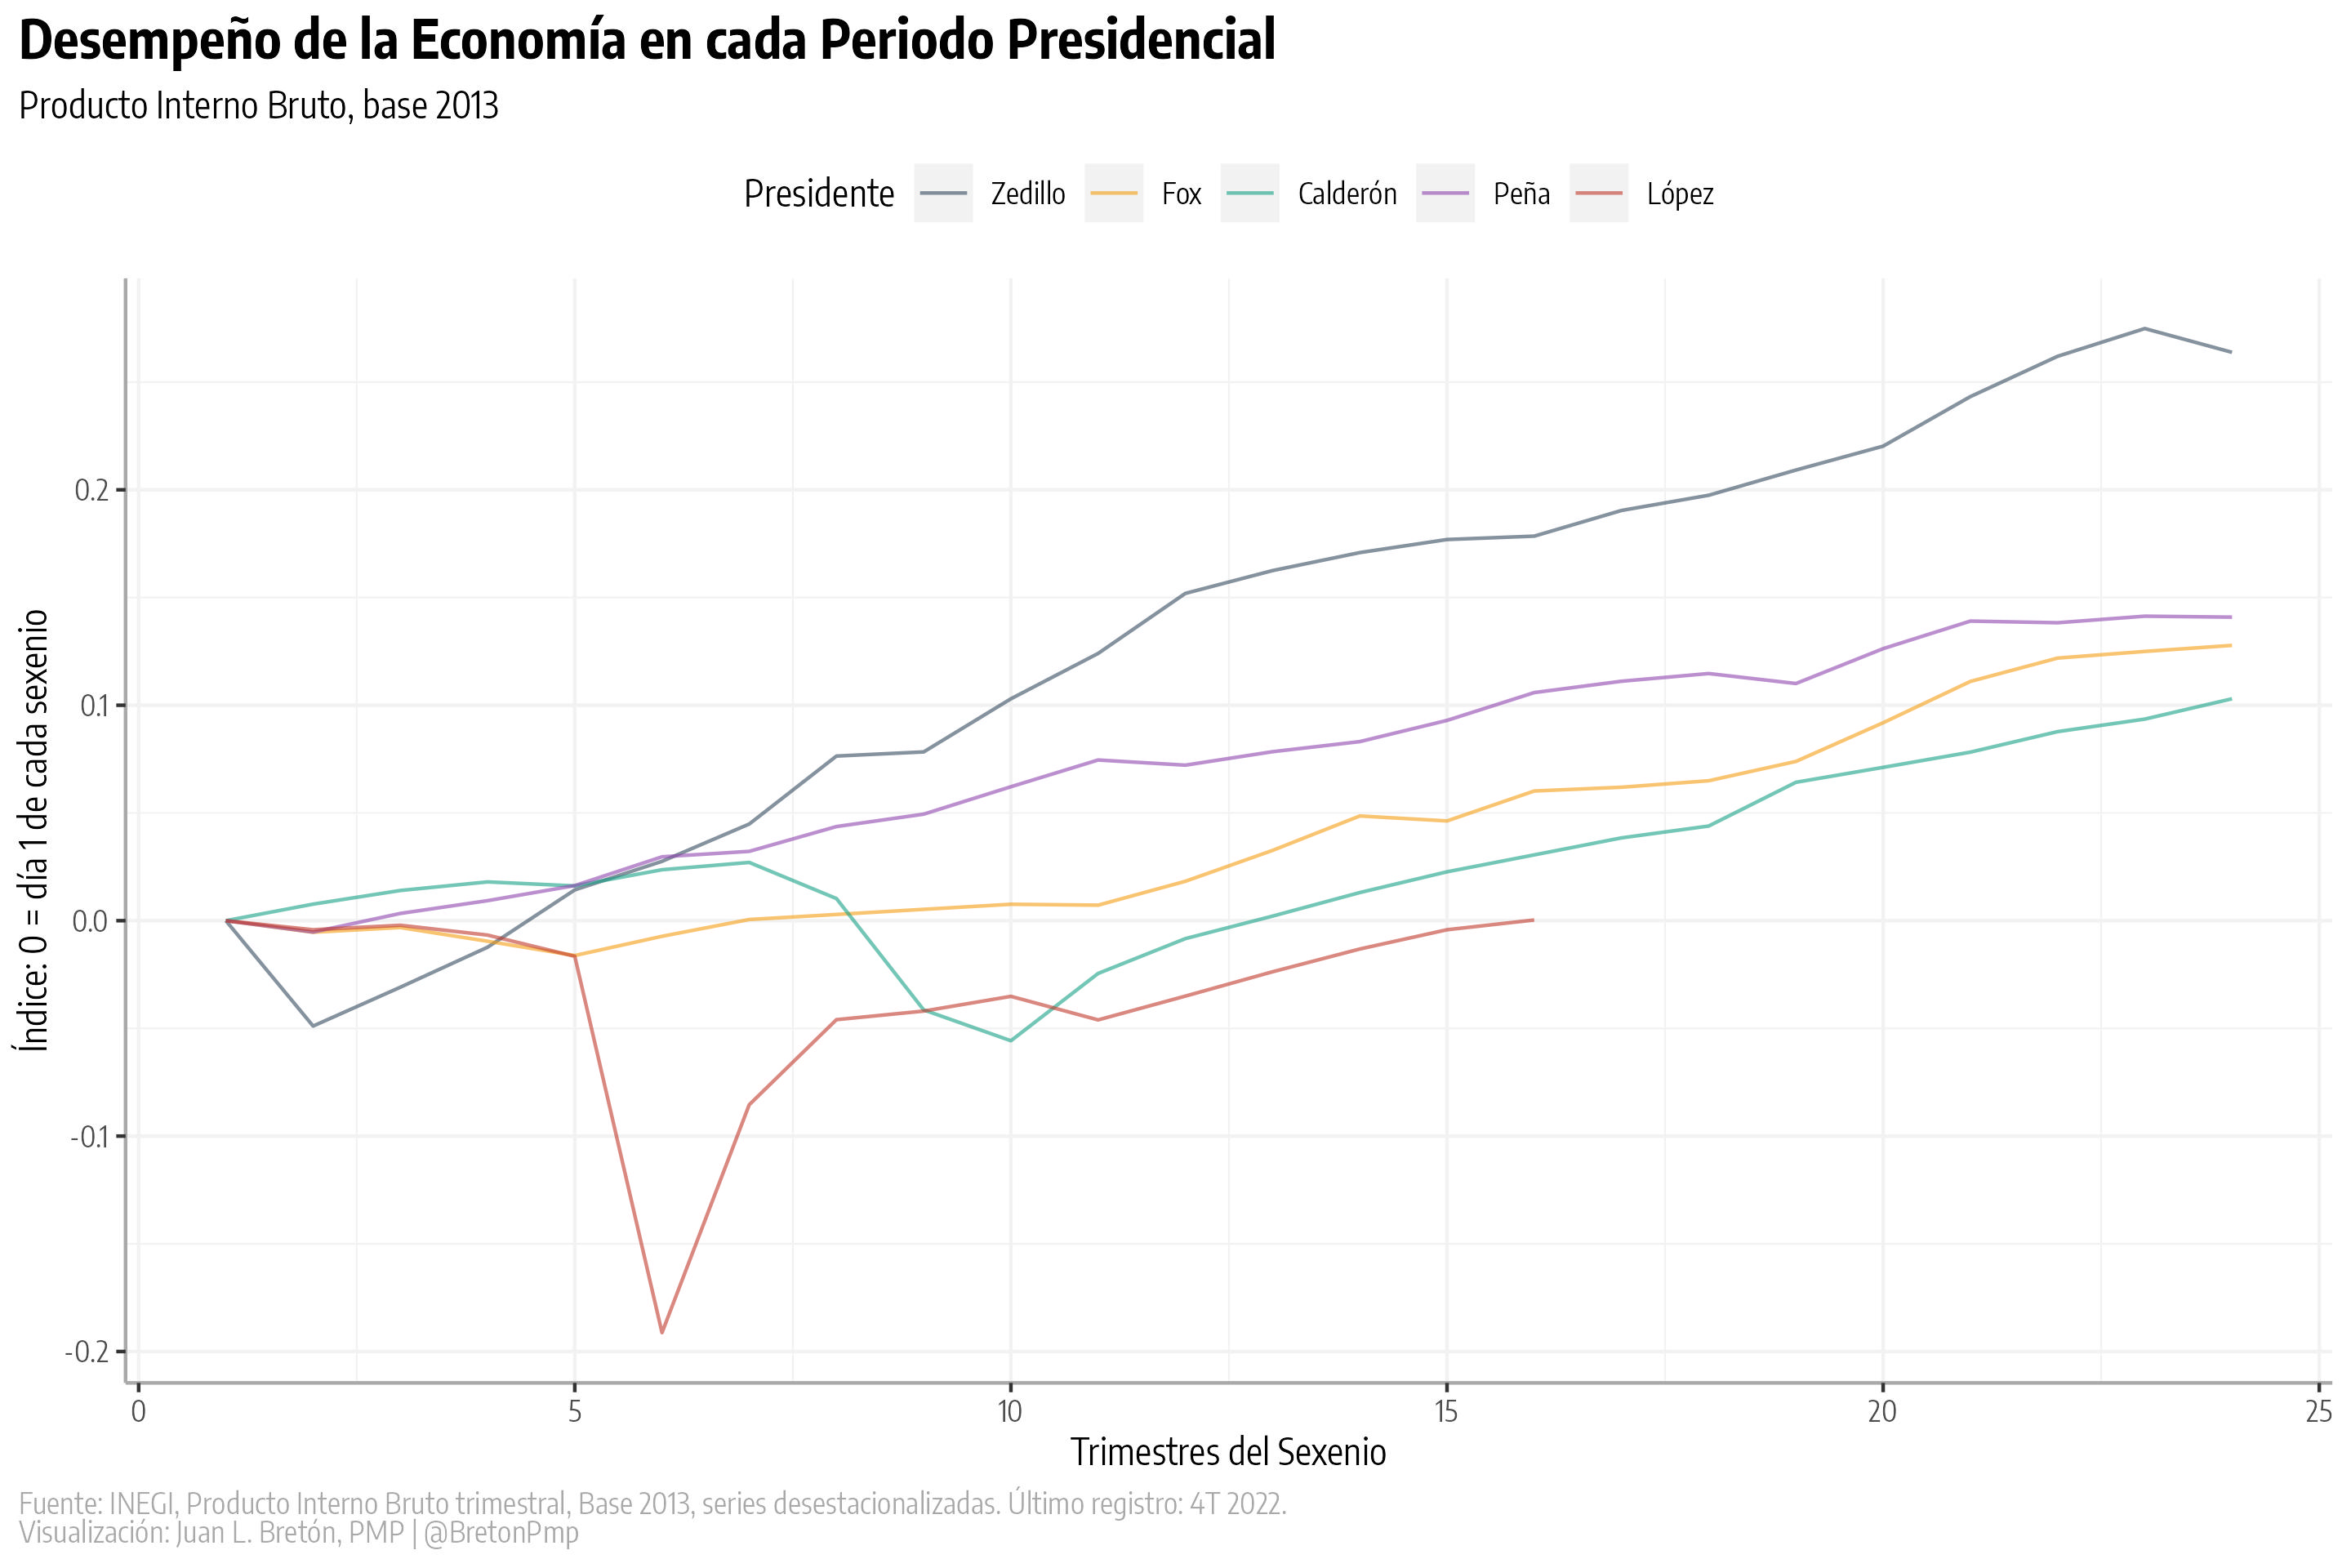 Desempeño de la Economía en cada Periodo Presidencial
Producto Interno Bruto, base 2013
Presidente Zedillo Fox Calderón Peña López
Índice: 0 = día 1 de cada sexenio
0.2
0.1
0.0
-0.1
-0.2
0 5 10 15 20 25
Trimestres del Sexenio
Fuente: INEGI, Producto Interno Bruto trimestral, Base 2013, series desestacionalizadas. Último registro: 4T 2022.
Visualización: Juan L. Bretón, PMP | @BretonPmp